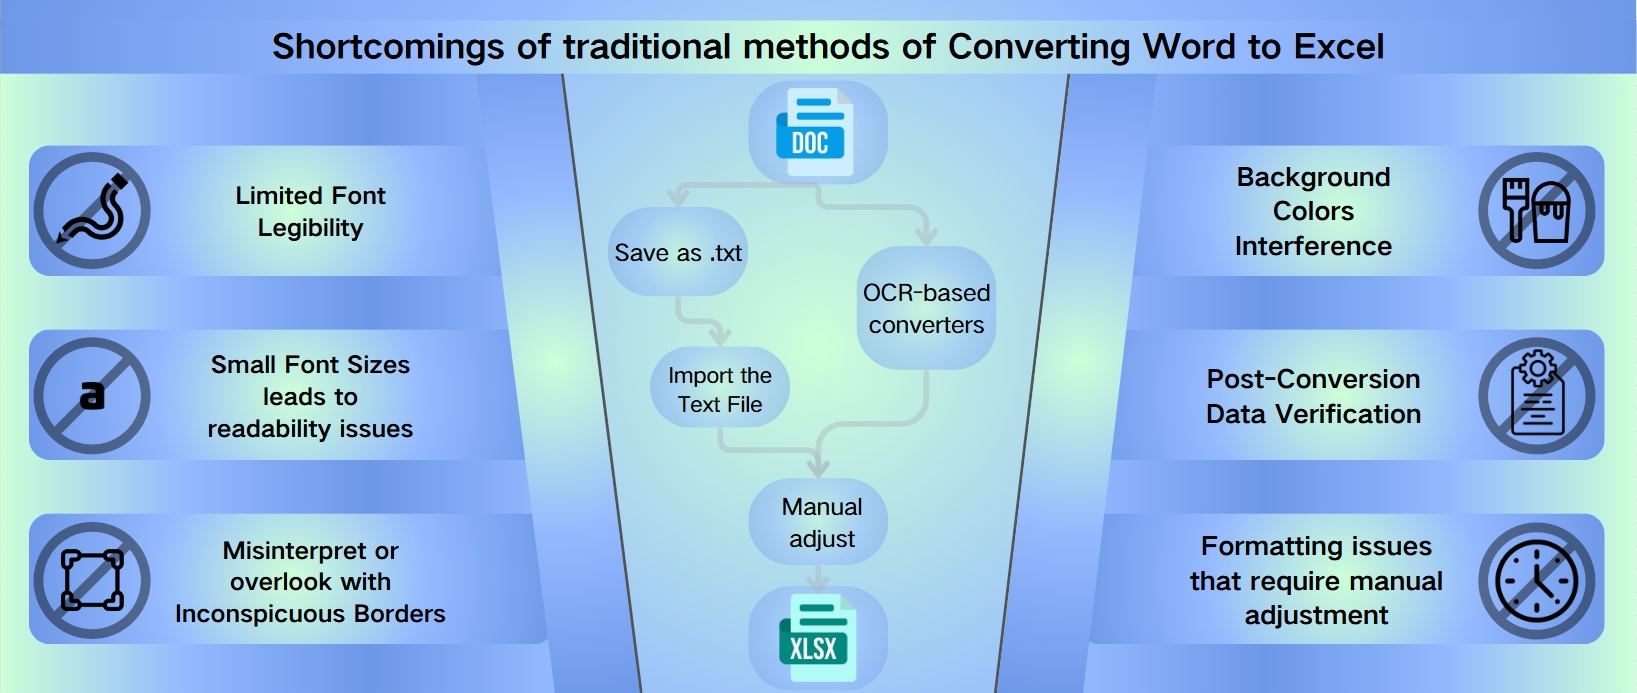 Shortcomings of traditional methods of Converting Word to Excel
Limited Font
Legibility
Small Font Sizes
leads to
readability issues
a
Misinterpret or
overlook with
Inconspicuous Borders
DOC
Save as .txt
OCR-based
converters
Import the
Text File
Manual
adjust
XLSX
Background
Colors
Interference
Post-Conversion
Data Verification
Formatting issues
that require manual
adjustment